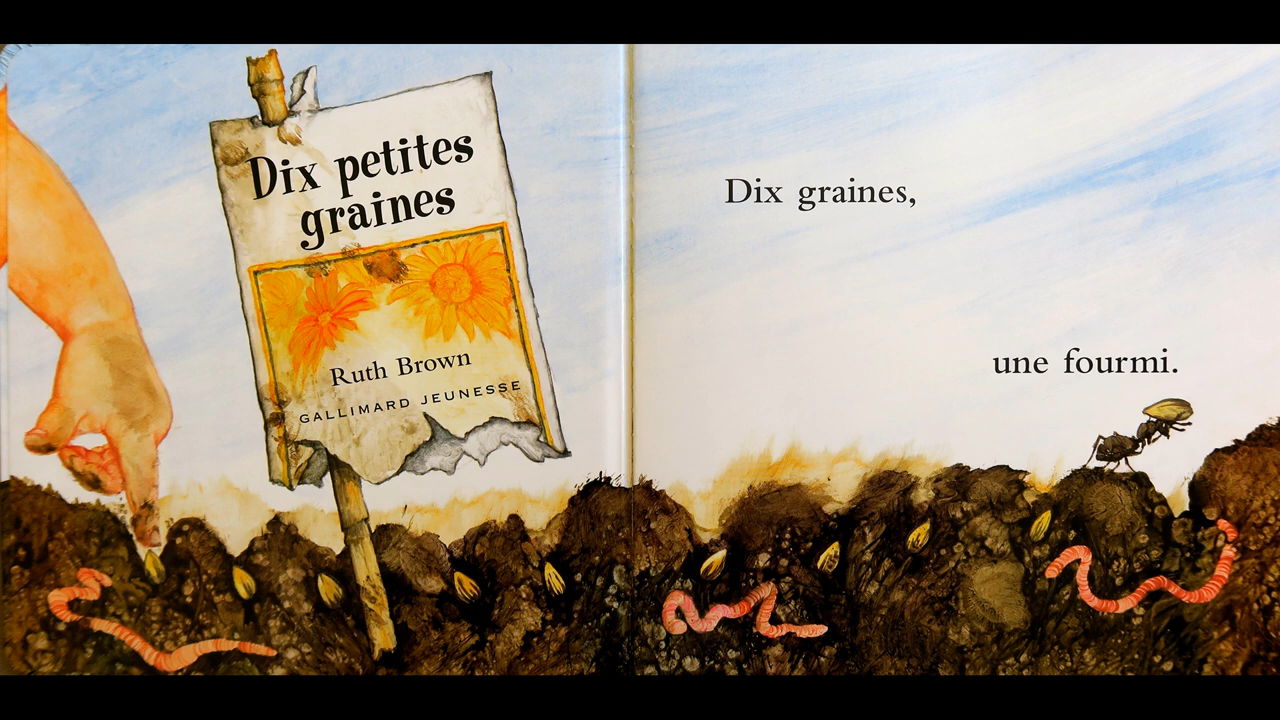 Dix petites
graines
Ruth Brown
GALLIMARD JEUNESSE
Dix graines,
une fourmi.